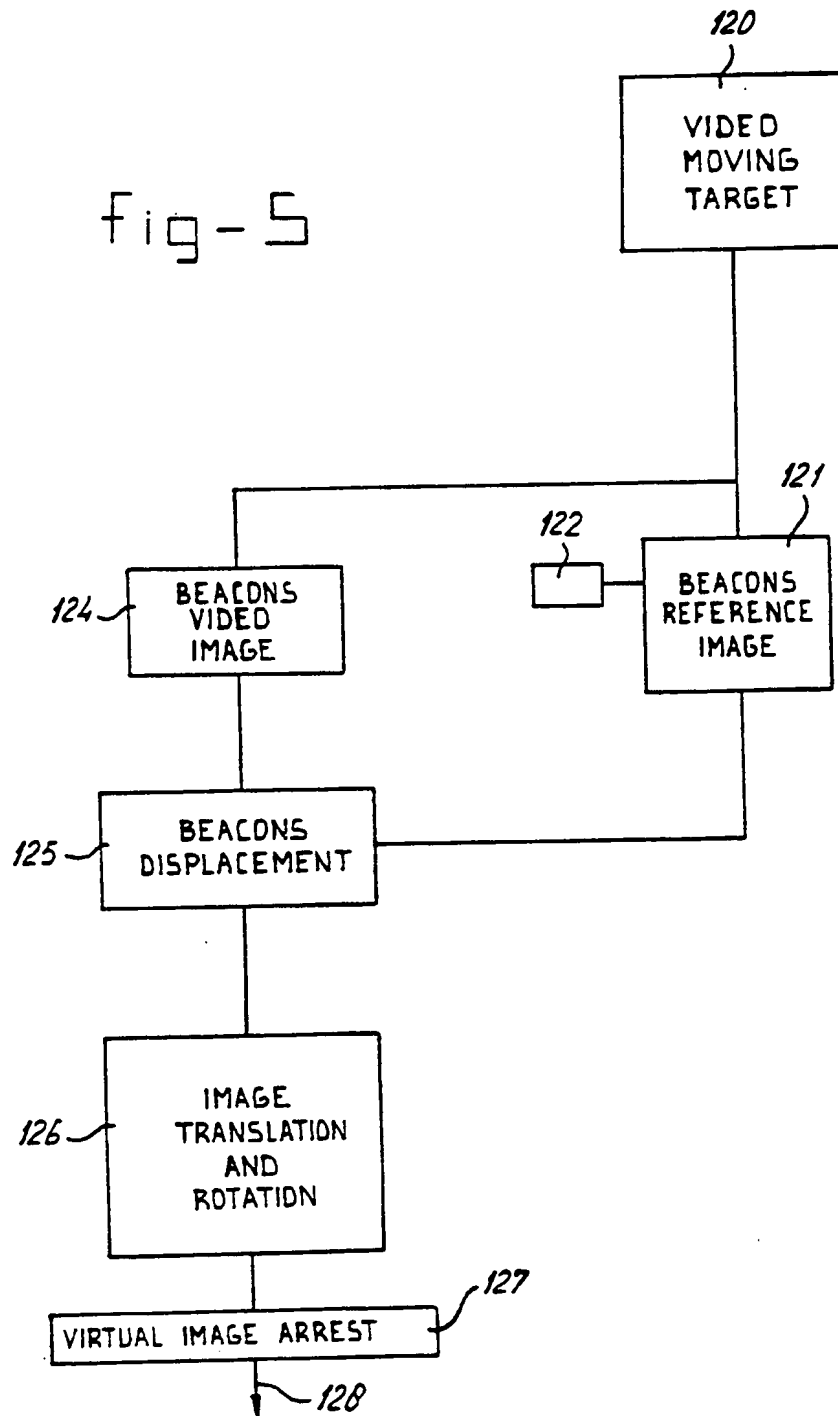 120
VIDEO
MOVING
TARGET
fig-5
121
122
BEACONS
REFERENCE
IMAGE
124
BEACONS
VIDEO
IMAGE
125
BEACONS
DISPLACEMENT
126
IMAGE
TRANSLATION
AND
ROTATION
127
VIRTUAL IMAGE ARREST
128